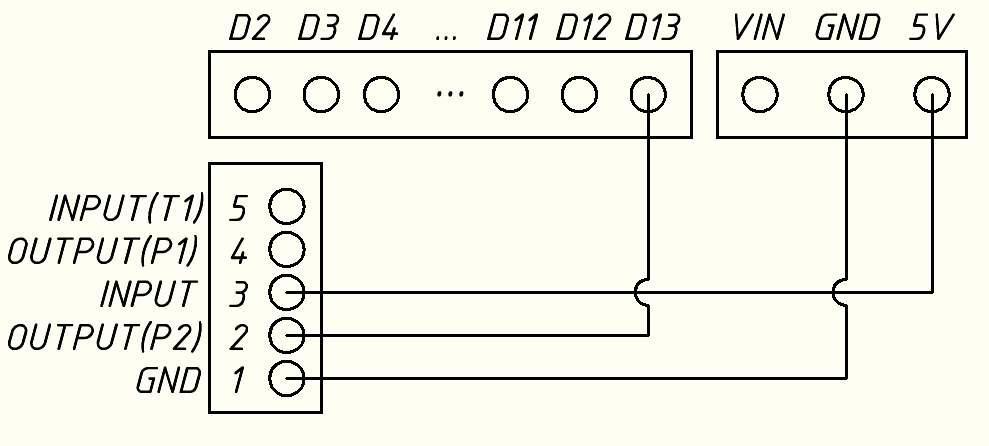 D2 D3 D4 ... D11 D12 D13 VIN GND 5V
...
INPUT(T1) 5
OUTPUT(P1) 4
INPUT 3
OUTPUT(P2) 2
GND 1